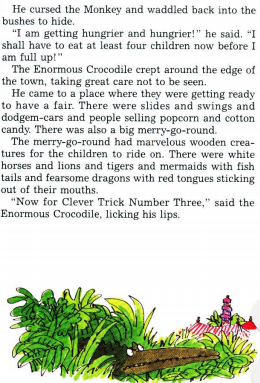 He cursed the Monkey and waddled back into the
bushes to hide.
"I am getting hungrier and hungrier!" he said. "I
shall have to eat at least four children now before I
am full up!"
The Enormous Crocodile crept around the edge of
the town, taking great care not to be seen.
He came to a place where they were getting ready
to have a fair. There were slides and swings and
dodgem-cars and people selling popcorn and cotton
candy. There was also a big merry-go-round.
The merry-go-round had marvelous wooden crea-
tures for the children to ride on. There were white
horses and lions and tigers and mermaids with fish
tails and fearsome dragons with red tongues sticking
out of their mouths.
"Now for Clever Trick Number Three," said the
Enormous Crocodile, licking his lips.